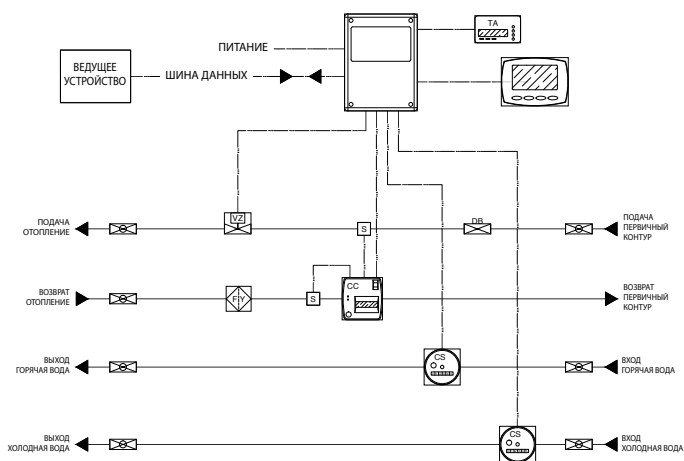 TA
ПИТАНИЕ
ВЕДУЩЕЕ
УСТРОЙСТВО
ШИНА ДАННЫХ
VZ
DB
ПОДАЧА
ОТОПЛЕНИЕ
S
ПОДАЧА
ПЕРВИЧНЫЙ
КОНТУР
CC
ВОЗВРАТ
ОТОПЛЕНИЕ
FY
S
ВОЗВРАТ
ПЕРВИЧНЫЙ
КОНТУР
ВЫХОД
ГОРЯЧАЯ ВОДА
CS
ВХОД
ГОРЯЧАЯ ВОДА
ВЫХОД
ХОЛОДНАЯ ВОДА
CS
ВХОД
ХОЛОДНАЯ ВОДА